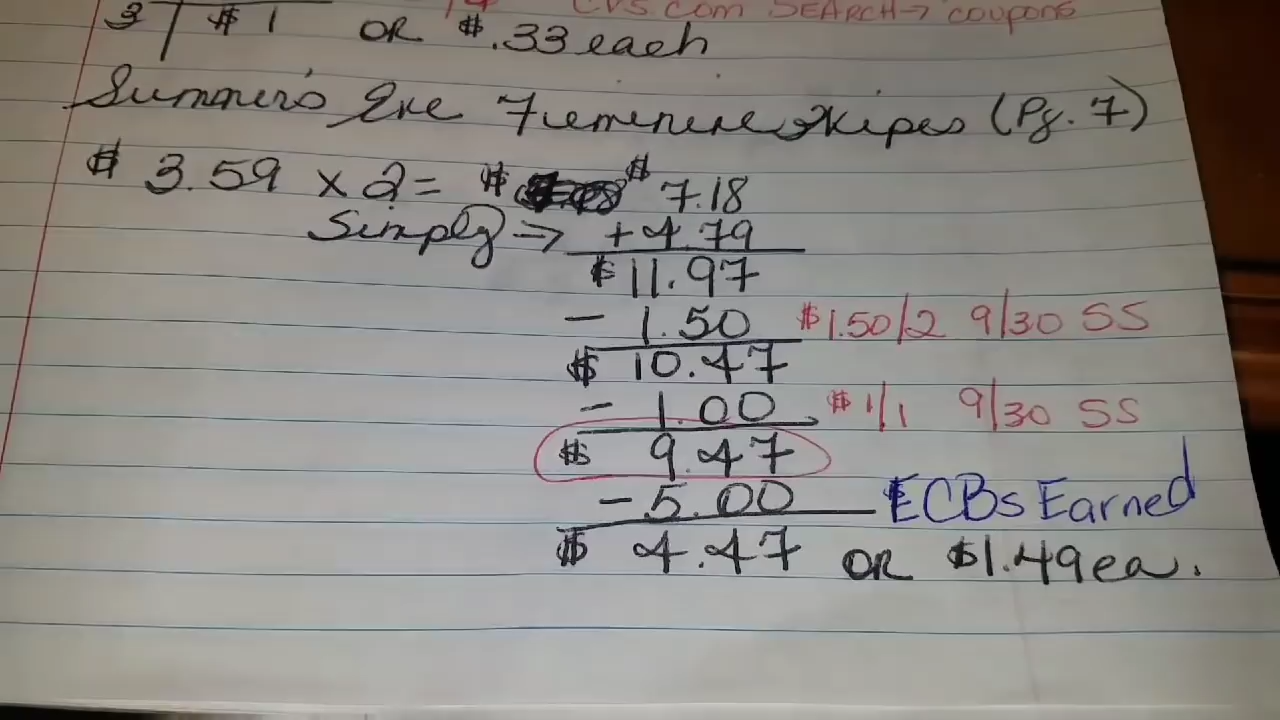 CVS.COM SEARCH→ coupons
3 $1 OR $.33 each
Summer's Eve Feminine Wipes (Pg. 7)
$ 3.59 x 2 = $ $ 7.18
Simply → + 4.79
$ 11.97
- 1.50 $1.50/2 9/30 SS
$ 10.47
- 1.00 $1/1 9/30 SS
$ 9.47
- 5.00 ECBs Earned
$ 4.47 OR $1.49 ea.